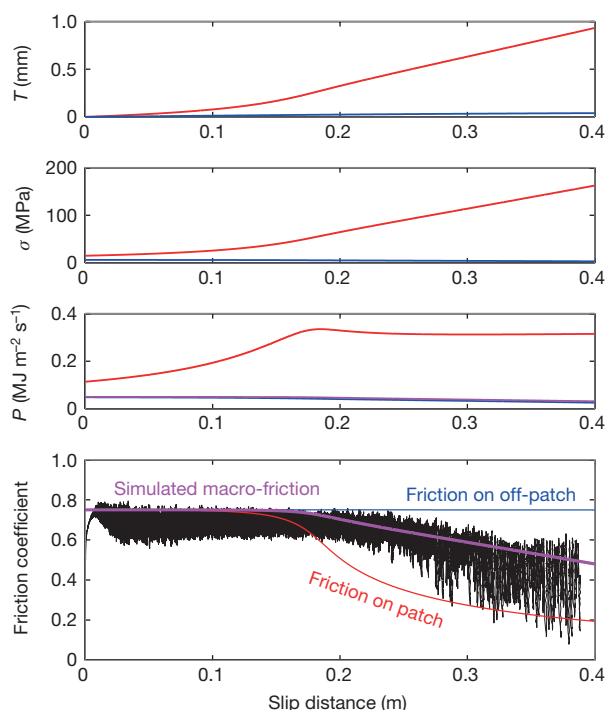 T (mm)
1.0
0.5
0
0 0.1 0.2 0.3 0.4
σ (MPa)
200
100
0
0 0.1 0.2 0.3 0.4
P (MJ m⁻² s⁻¹)
0.4
0.2
0
0 0.1 0.2 0.3 0.4
Friction coefficient
1.0
0.8
0.6
0.4
0.2
0
Simulated macro-friction
Friction on off-patch
Friction on patch
0 0.1 0.2 0.3 0.4
Slip distance (m)